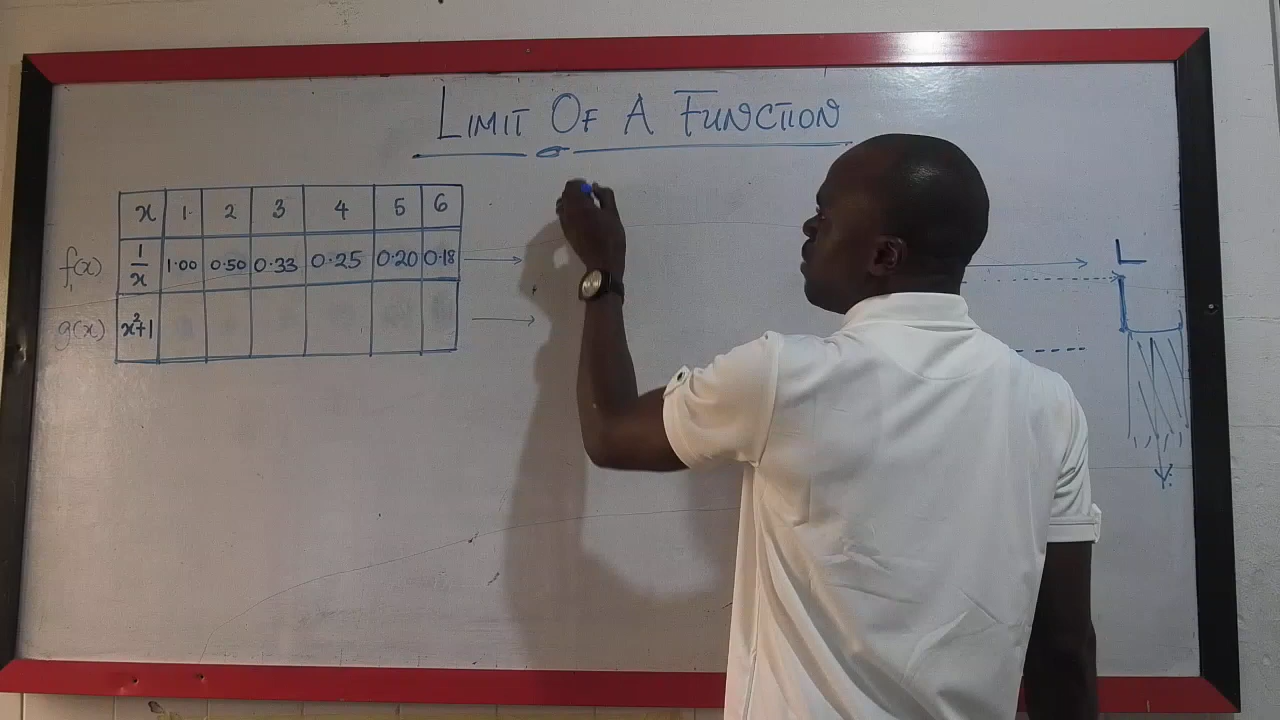 LIMIT OF A FUNCTION
x 1. 2 3 4 5 6
f(x) 1/x 1.00 0.50 0.33 0.25 0.20 0.18
g(x) x²+1
L